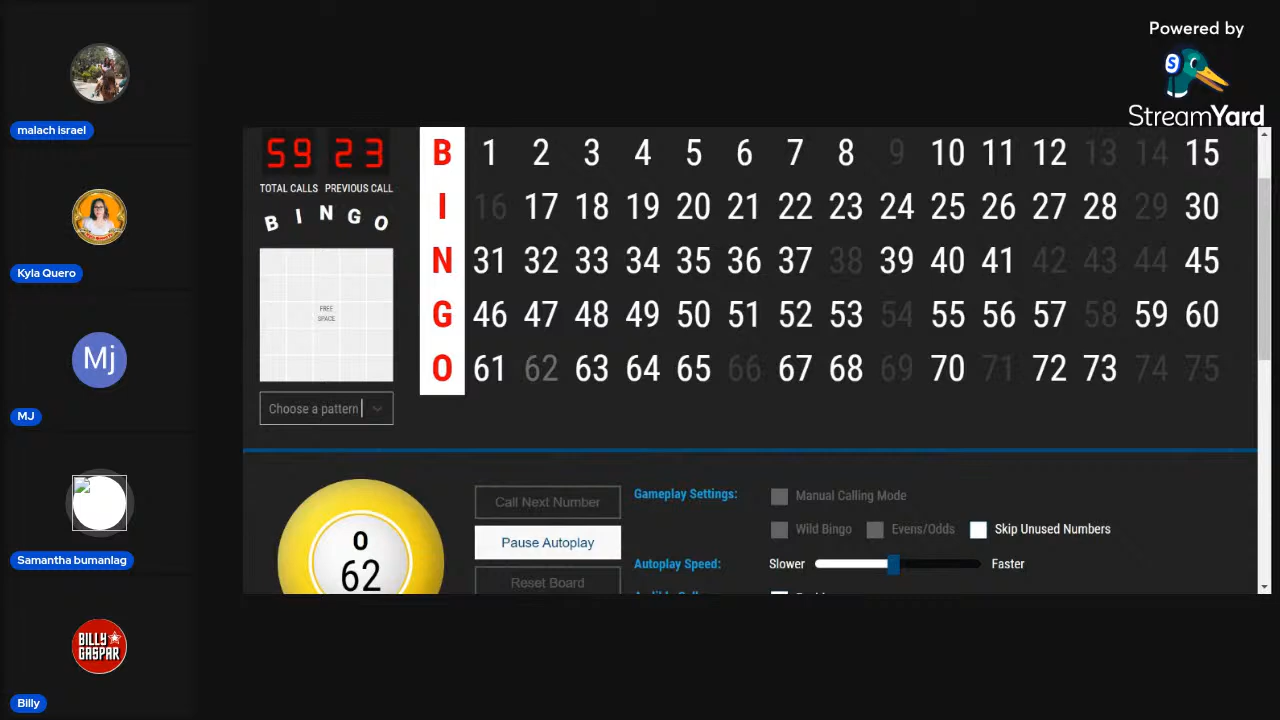 Powered by
StreamYard
malach israel
Kyla Quero
Mj
MJ
Samantha bumanlag
BILLY
GASPAR
Billy
59 23
TOTAL CALLS PREVIOUS CALL
B I N G O
FREE
SPACE
Choose a pattern
B 1 2 3 4 5 6 7 8 9 10 11 12 13 14 15
I 16 17 18 19 20 21 22 23 24 25 26 27 28 29 30
N 31 32 33 34 35 36 37 38 39 40 41 42 43 44 45
G 46 47 48 49 50 51 52 53 54 55 56 57 58 59 60
O 61 62 63 64 65 66 67 68 69 70 71 72 73 74 75
O
62
Call Next Number
Pause Autoplay
Reset Board
Gameplay Settings:
Manual Calling Mode
Wild Bingo Evens/Odds Skip Unused Numbers
Autoplay Speed: Slower Faster